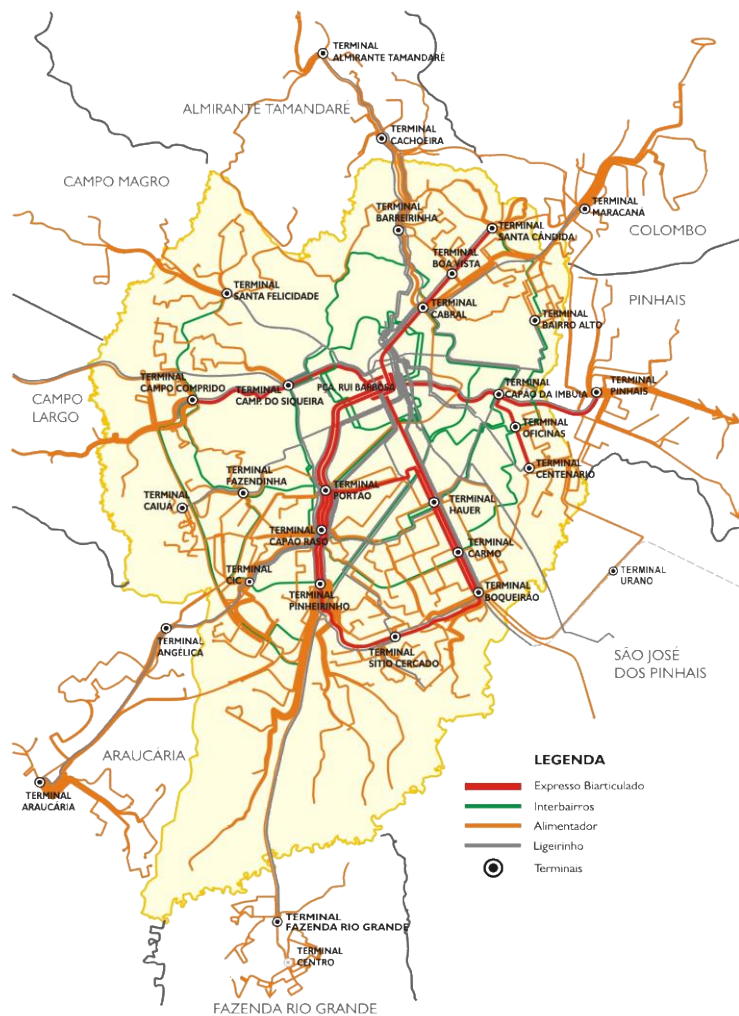 TERMINAL
ALMIRANTE TAMANDARÉ
ALMIRANTE TAMANDARÉ
TERMINAL
CACHOEIRA
CAMPO MAGRO
TERMINAL
MARACANÃ
TERMINAL
BARREIRINHA
TERMINAL
SANTA CÂNDIDA
COLOMBO
TERMINAL
BOA VISTA
TERMINAL
SANTA FELICIDADE
PINHAIS
TERMINAL
CABRAL
TERMINAL
BAIRRO ALTO
TERMINAL
CAMPO COMPRIDO
TERMINAL
CAMP. DO SIQUEIRA
PÇA. RUI BARBOSA
TERMINAL
CAPÃO DA IMBUIA
TERMINAL
PINHAIS
CAMPO
LARGO
TERMINAL
OFICINAS
TERMINAL
CENTENÁRIO
TERMINAL
FAZENDINHA
TERMINAL
PORTÃO
TERMINAL
CAIUÁ
TERMINAL
HAUER
TERMINAL
CAPÃO RASO
TERMINAL
CARMO
TERMINAL
CIC
TERMINAL
PINHEIRINHO
TERMINAL
BOQUEIRÃO
TERMINAL
URANO
TERMINAL
ANGÉLICA
TERMINAL
SITIO CERCADO
SÃO JOSÉ
DOS PINHAIS
ARAUCÁRIA
TERMINAL
ARAUCÁRIA
LEGENDA
Expresso Biarticulado
Interbairros
Alimentador
Ligeirinho
Terminais
TERMINAL
FAZENDA RIO GRANDE
TERMINAL
CENTRO
FAZENDA RIO GRANDE